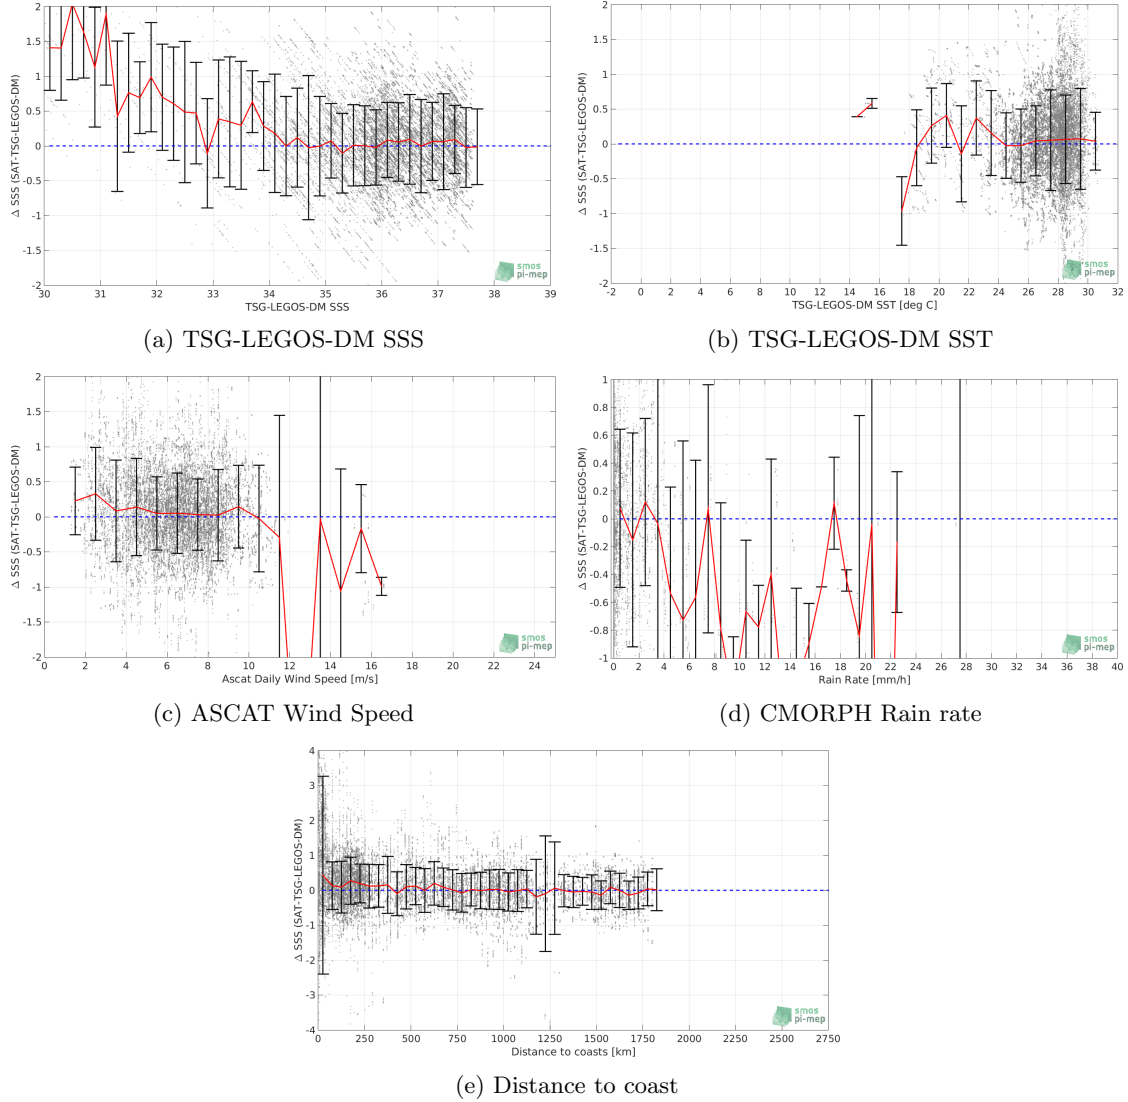 2
1.5
1
0.5
0
-0.5
-1
-1.5
-2
30 31 32 33 34 35 36 37 38 39
TSG-LEGOS-DM SSS
Δ SSS (SAT-TSG-LEGOS-DM)
smos
pi-mep
(a) TSG-LEGOS-DM SSS
2
1.5
1
0.5
0
-0.5
-1
-1.5
-2
-2 0 2 4 6 8 10 12 14 16 18 20 22 24 26 28 30 32
TSG-LEGOS-DM SST [deg C]
Δ SSS (SAT-TSG-LEGOS-DM)
smos
pi-mep
(b) TSG-LEGOS-DM SST
2
1.5
1
0.5
0
-0.5
-1
-1.5
-2
0 2 4 6 8 10 12 14 16 18 20 22 24
Ascat Daily Wind Speed [m/s]
Δ SSS (SAT-TSG-LEGOS-DM)
smos
pi-mep
(c) ASCAT Wind Speed
1
0.8
0.6
0.4
0.2
0
-0.2
-0.4
-0.6
-0.8
-1
0 2 4 6 8 10 12 14 16 18 20 22 24 26 28 30 32 34 36 38 40
Rain Rate [mm/h]
Δ SSS (SAT-TSG-LEGOS-DM)
smos
pi-mep
(d) CMORPH Rain rate
4
3
2
1
0
-1
-2
-3
-4
0 250 500 750 1000 1250 1500 1750 2000 2250 2500 2750
Distance to coasts [km]
Δ SSS (SAT-TSG-LEGOS-DM)
smos
pi-mep
(e) Distance to coast